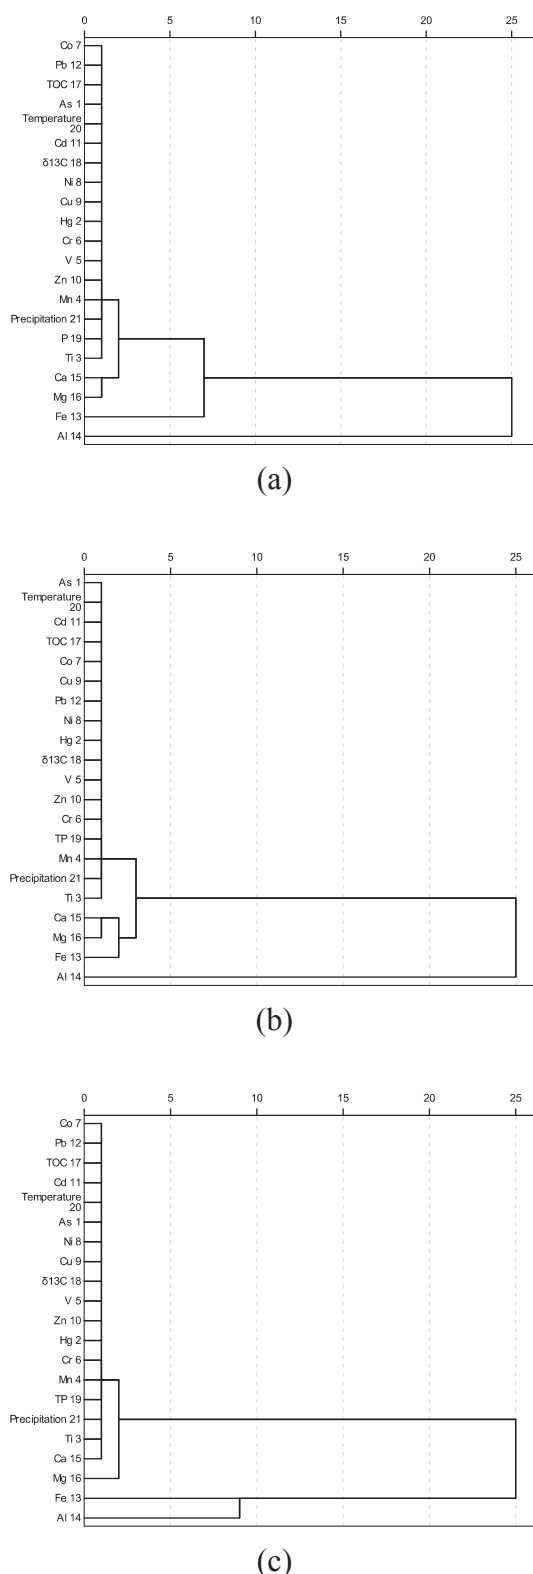 0 5 10 15 20 25
Co 7
Pb 12
TOC 17
As 1
Temperature
20
Cd 11
δ13C 18
Ni 8
Cu 9
Hg 2
Cr 6
V 5
Zn 10
Mn 4
Precipitation 21
P 19
Ti 3
Ca 15
Mg 16
Fe 13
Al 14
(a)
0 5 10 15 20 25
As 1
Temperature
20
Cd 11
TOC 17
Co 7
Cu 9
Pb 12
Ni 8
Hg 2
δ13C 18
V 5
Zn 10
Cr 6
TP 19
Mn 4
Precipitation 21
Ti 3
Ca 15
Mg 16
Fe 13
Al 14
(b)
0 5 10 15 20 25
Co 7
Pb 12
TOC 17
Cd 11
Temperature
20
As 1
Ni 8
Cu 9
δ13C 18
V 5
Zn 10
Hg 2
Cr 6
Mn 4
TP 19
Precipitation 21
Ti 3
Ca 15
Mg 16
Fe 13
Al 14
(c)